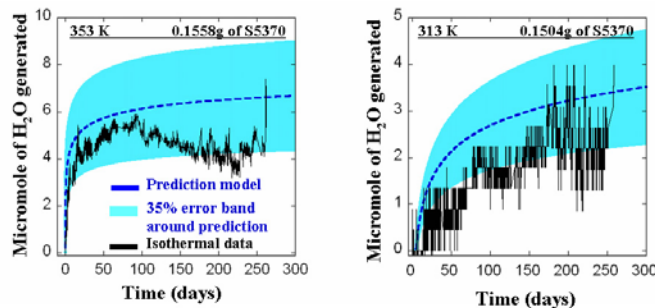 353 K 0.1558g of S5370
Micromole of H2O generated
10
8
6
4
2
0
Prediction model
35% error band
around prediction
Isothermal data
0 50 100 150 200 250 300
Time (days)
313 K 0.1504g of S5370
Micromole of H2O generated
5
4
3
2
1
0
0 50 100 150 200 250 300
Time (days)